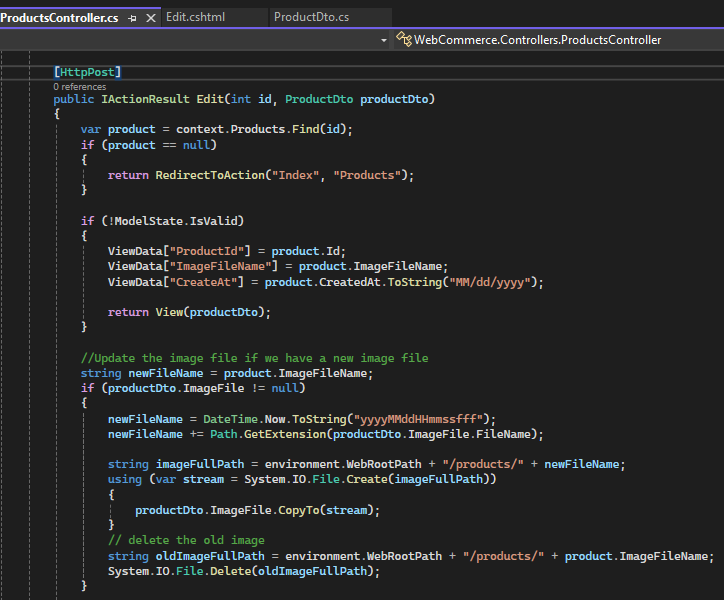 ProductsController.cs Edit.cshtml ProductDto.cs
WebCommerce.Controllers.ProductsController
[HttpPost]
0 references
public IActionResult Edit(int id, ProductDto productDto)
{
var product = context.Products.Find(id);
if (product == null)
{
return RedirectToAction("Index", "Products");
}
if (!ModelState.IsValid)
{
ViewData["ProductId"] = product.Id;
ViewData["ImageFileName"] = product.ImageFileName;
ViewData["CreateAt"] = product.CreatedAt.ToString("MM/dd/yyyy");
return View(productDto);
}
//Update the image file if we have a new image file
string newFileName = product.ImageFileName;
if (productDto.ImageFile != null)
{
newFileName = DateTime.Now.ToString("yyyyMMddHHmmssfff");
newFileName += Path.GetExtension(productDto.ImageFile.FileName);
string imageFullPath = environment.WebRootPath + "/products/" + newFileName;
using (var stream = System.IO.File.Create(imageFullPath))
{
productDto.ImageFile.CopyTo(stream);
}
// delete the old image
string oldImageFullPath = environment.WebRootPath + "/products/" + product.ImageFileName;
System.IO.File.Delete(oldImageFullPath);
}